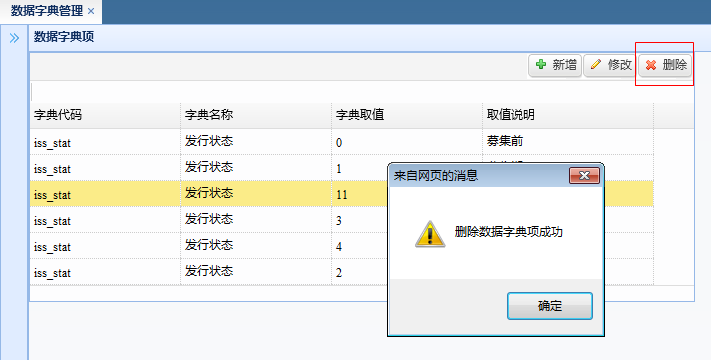 数据字典管理 ×
数据字典项
新增 修改 删除
字典代码 字典名称 字典取值 取值说明
iss_stat 发行状态 0 募集前
iss_stat 发行状态 1
iss_stat 发行状态 11
iss_stat 发行状态 3
iss_stat 发行状态 4
iss_stat 发行状态 2
来自网页的消息
删除数据字典项成功
确定